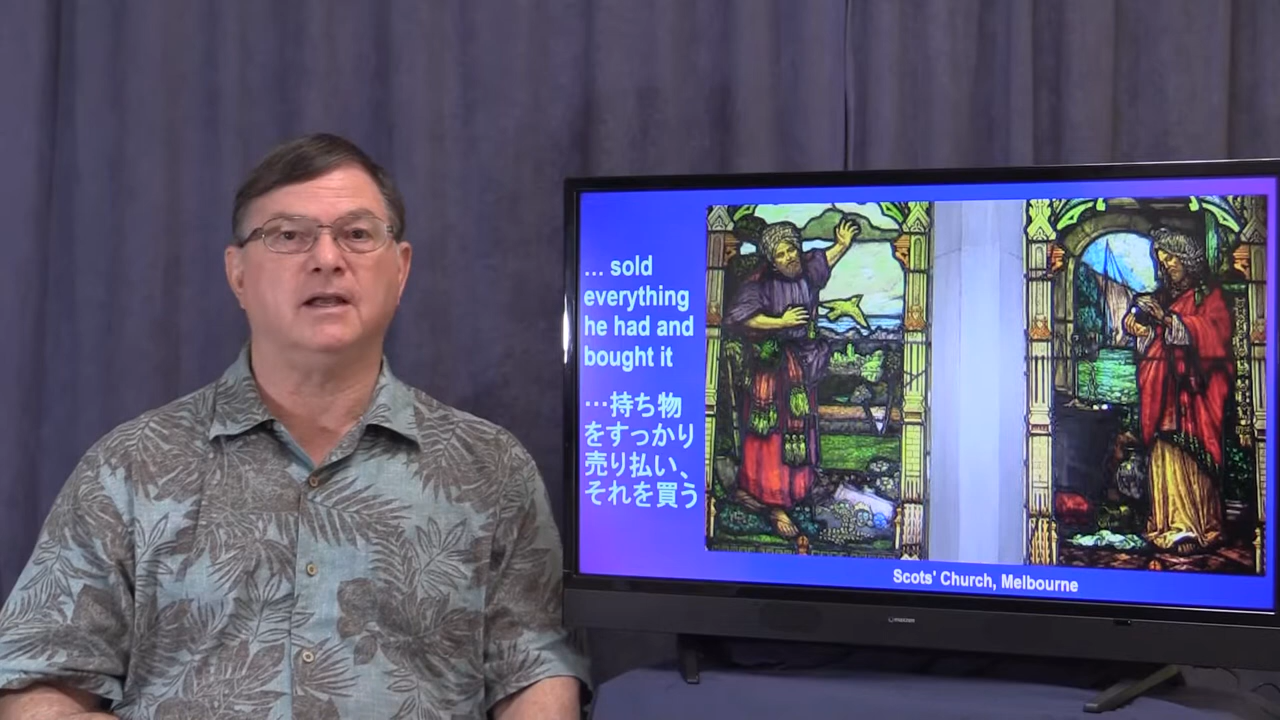 ... sold
everything
he had and
bought it
…持ち物
をすっかり
売り払い、
それを買う
Scots' Church, Melbourne